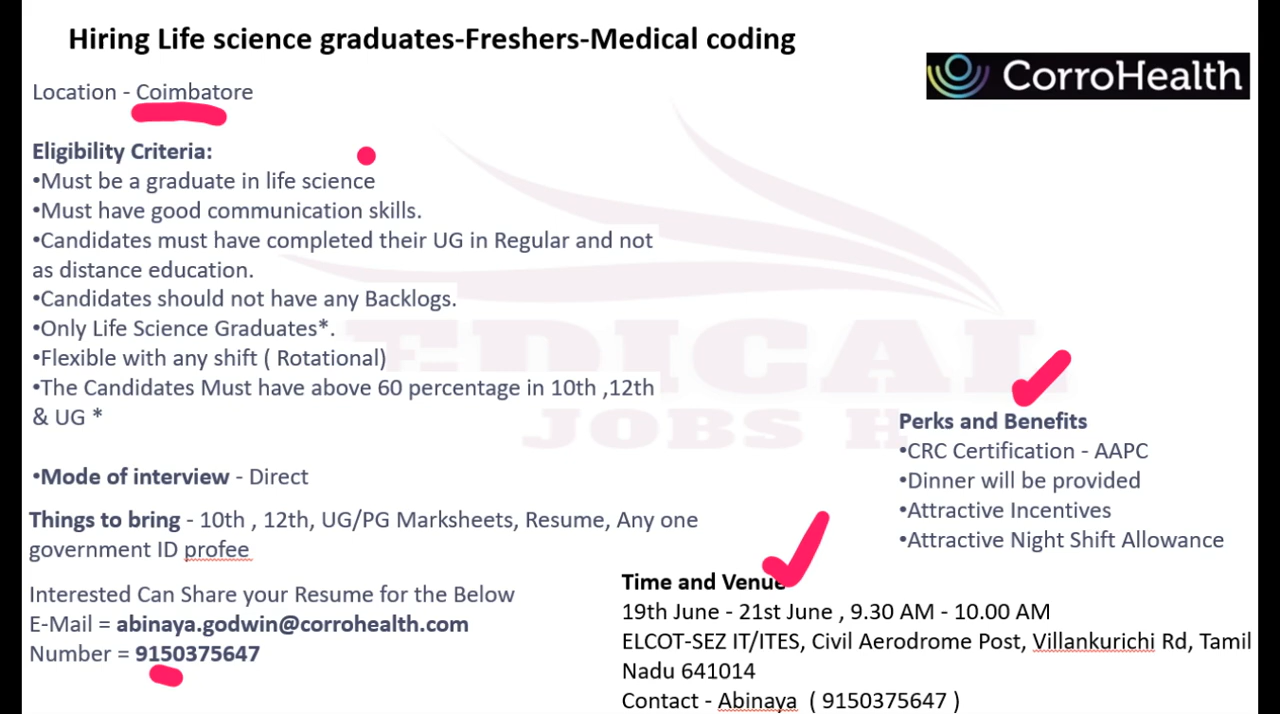 Hiring Life science graduates-Freshers-Medical coding
CorroHealth
Location - Coimbatore
Eligibility Criteria:
•Must be a graduate in life science
•Must have good communication skills.
•Candidates must have completed their UG in Regular and not
as distance education.
•Candidates should not have any Backlogs.
•Only Life Science Graduates*.
•Flexible with any shift ( Rotational)
•The Candidates Must have above 60 percentage in 10th ,12th
& UG *
•Mode of interview - Direct
Things to bring - 10th , 12th, UG/PG Marksheets, Resume, Any one
government ID profee
Interested Can Share your Resume for the Below
E-Mail = abinaya.godwin@corrohealth.com
Number = 9150375647
EDICAL
JOBS H
Perks and Benefits
•CRC Certification - AAPC
•Dinner will be provided
•Attractive Incentives
•Attractive Night Shift Allowance
Time and Venue
19th June - 21st June , 9.30 AM - 10.00 AM
ELCOT-SEZ IT/ITES, Civil Aerodrome Post, Villankurichi Rd, Tamil
Nadu 641014
Contact - Abinaya ( 9150375647 )